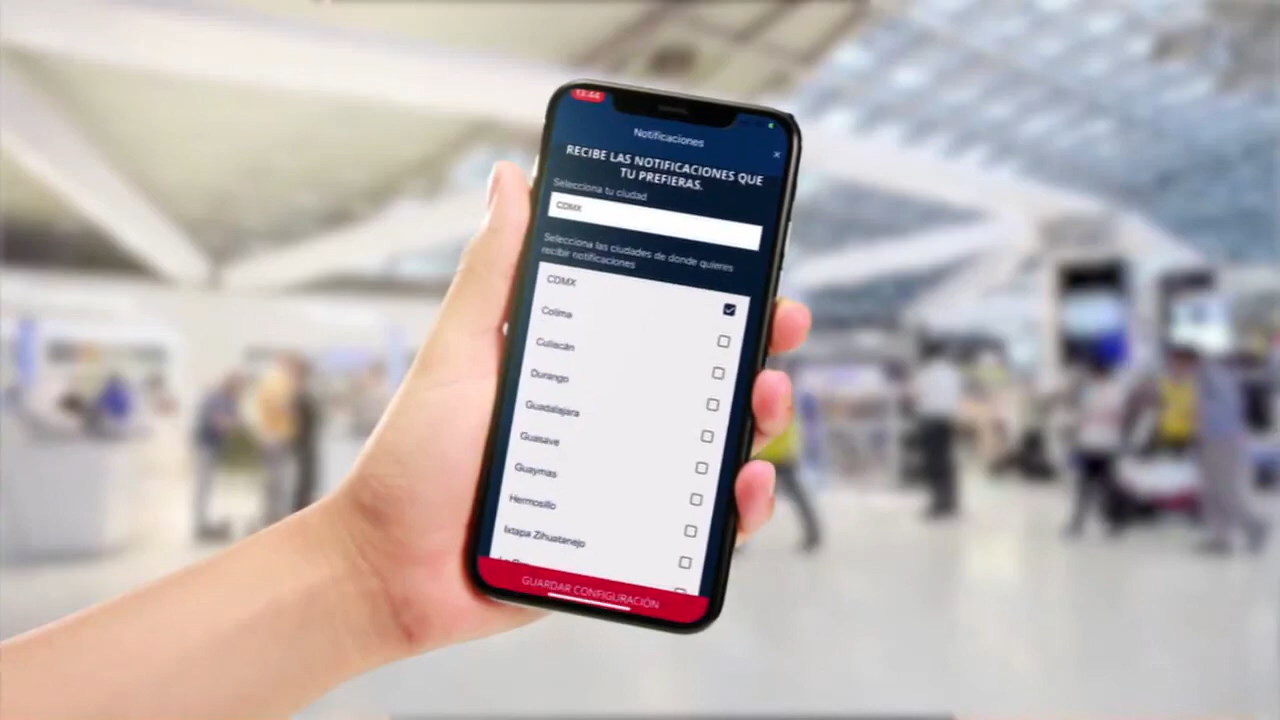 13:44
Notificaciones
RECIBE LAS NOTIFICACIONES QUE
TU PREFIERAS.
Selecciona tu ciudad
CDMX
Selecciona las ciudades de donde quieres
recibir notificaciones
CDMX
Colima
Culiacán
Durango
Guadalajara
Guasave
Guaymas
Hermosillo
Ixtapa Zihuatanejo
GUARDAR CONFIGURACIÓN